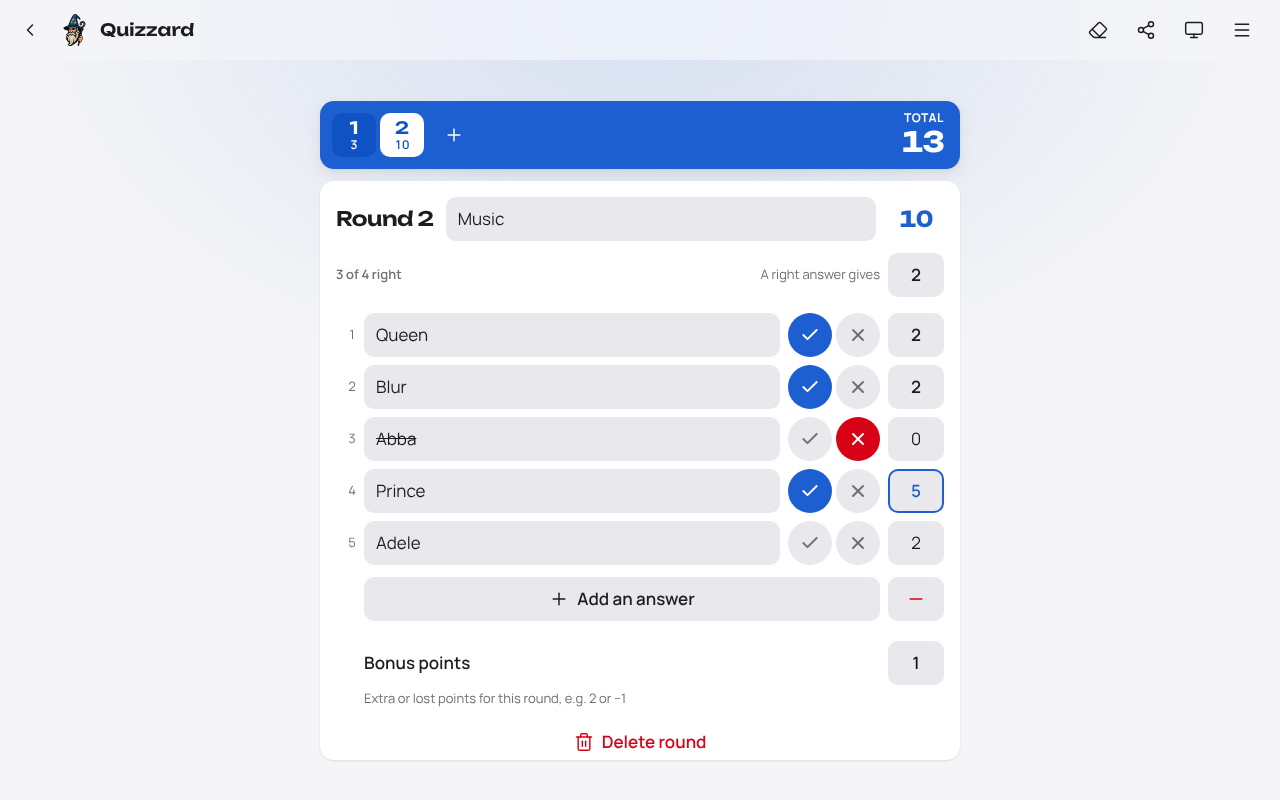 Quizzard
1 2 TOTAL
3 10 13
Round 2 Music 10
3 of 4 right A right answer gives 2
1 Queen 2
2 Blur 2
3 Abba 0
4 Prince 5
5 Adele 2
Add an answer
Bonus points 1
Extra or lost points for this round, e.g. 2 or −1
Delete round